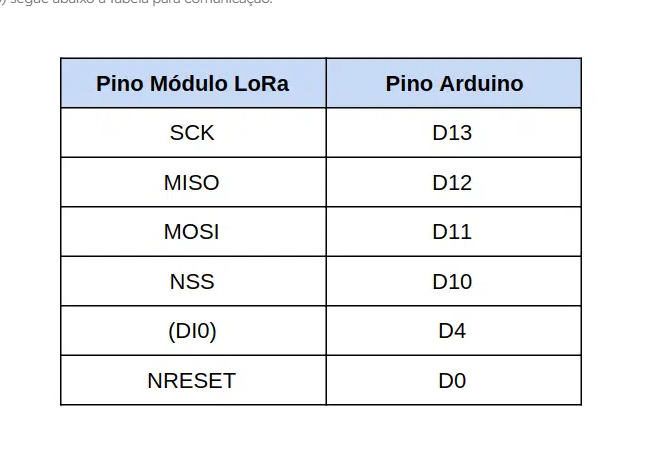 segue abaixo a Tabela para comunicação.
Pino Módulo LoRa Pino Arduino
SCK D13
MISO D12
MOSI D11
NSS D10
(DI0) D4
NRESET D0